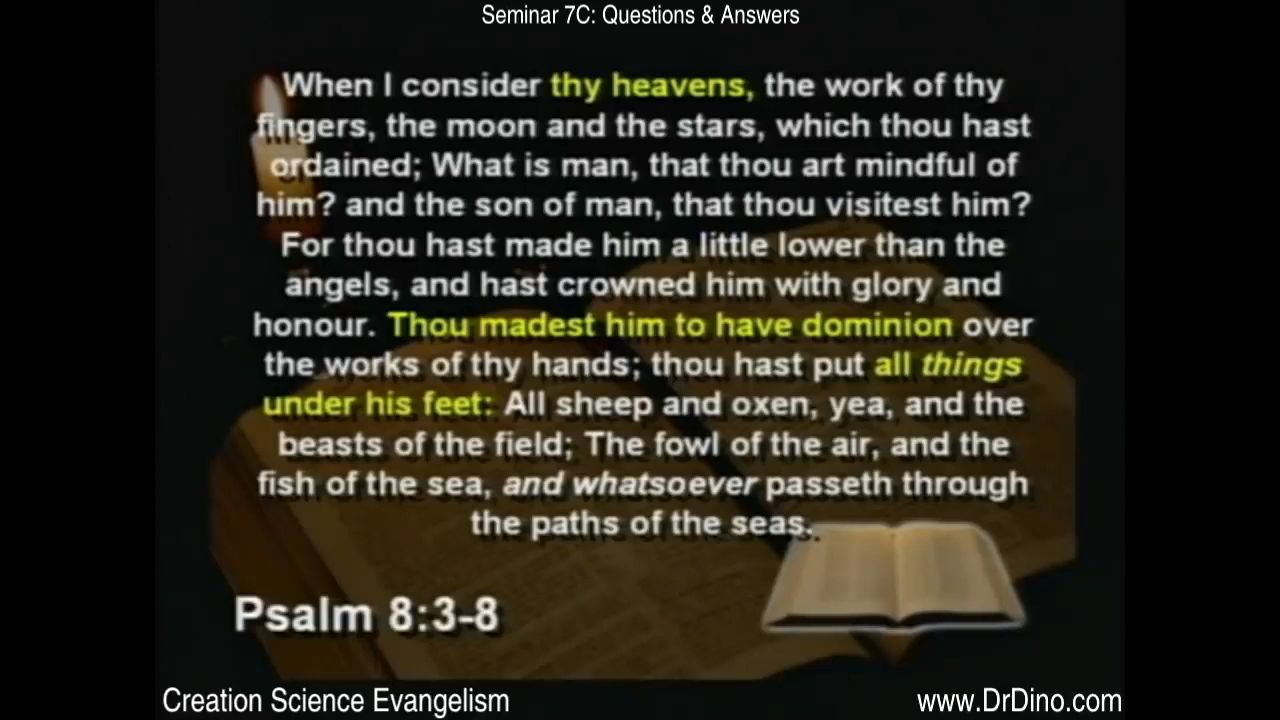 Seminar 7C: Questions & Answers
When I consider thy heavens, the work of thy
fingers, the moon and the stars, which thou hast
ordained; What is man, that thou art mindful of
him? and the son of man, that thou visitest him?
For thou hast made him a little lower than the
angels, and hast crowned him with glory and
honour. Thou madest him to have dominion over
the works of thy hands; thou hast put all things
under his feet: All sheep and oxen, yea, and the
beasts of the field; The fowl of the air, and the
fish of the sea, and whatsoever passeth through
the paths of the seas.
Psalm 8:3-8
Creation Science Evangelism
www.DrDino.com